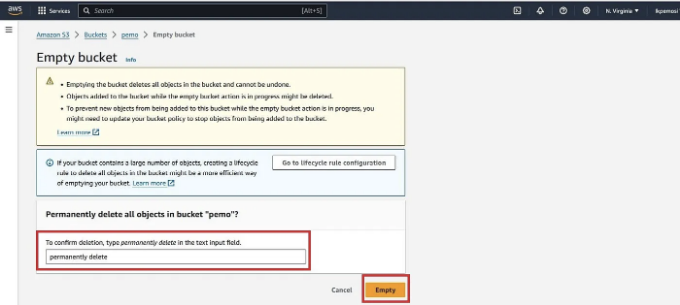 aws Services Search [Alt+S] N. Virginia
Amazon S3 > Buckets > pemo > Empty bucket
Empty bucket Info
• Emptying the bucket deletes all objects in the bucket and cannot be undone.
• Objects added to the bucket while the empty bucket action is in progress might be deleted.
• To prevent new objects from being added to this bucket while the empty bucket action is in progress, you
might need to update your bucket policy to stop objects from being added to the bucket.
Learn more
If your bucket contains a large number of objects, creating a lifecycle
rule to delete all objects in the bucket might be a more efficient way
of emptying your bucket. Learn more
Go to lifecycle rule configuration
Permanently delete all objects in bucket "pemo"?
To confirm deletion, type permanently delete in the text input field.
permanently delete
Cancel Empty